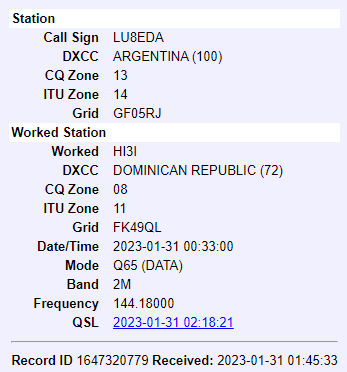 Station
Call Sign LU8EDA
DXCC ARGENTINA (100)
CQ Zone 13
ITU Zone 14
Grid GF05RJ
Worked Station
Worked HI3I
DXCC DOMINICAN REPUBLIC (72)
CQ Zone 08
ITU Zone 11
Grid FK49QL
Date/Time 2023-01-31 00:33:00
Mode Q65 (DATA)
Band 2M
Frequency 144.18000
QSL 2023-01-31 02:18:21
Record ID 1647320779 Received: 2023-01-31 01:45:33